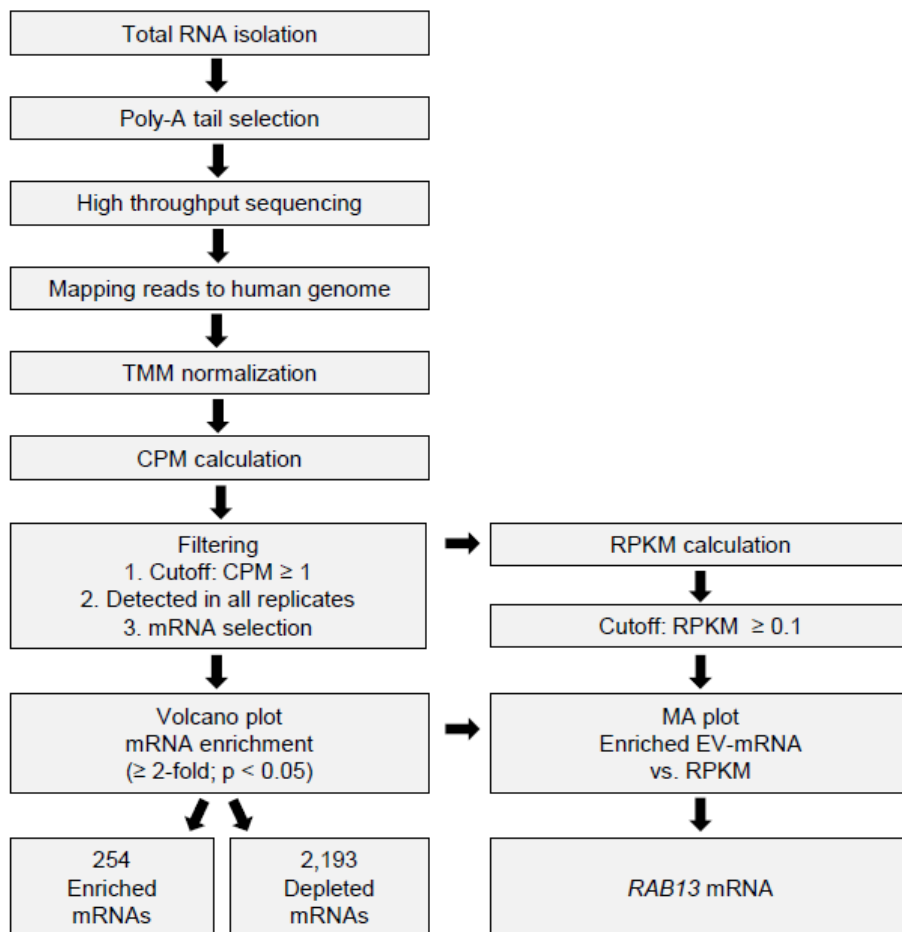 Total RNA isolation
Poly-A tail selection
High throughput sequencing
Mapping reads to human genome
TMM normalization
CPM calculation
Filtering
1. Cutoff: CPM ≥ 1
2. Detected in all replicates
3. mRNA selection
RPKM calculation
Cutoff: RPKM ≥ 0.1
Volcano plot
mRNA enrichment
(≥ 2-fold; p < 0.05)
MA plot
Enriched EV-mRNA
vs. RPKM
254
Enriched
mRNAs
2,193
Depleted
mRNAs
RAB13 mRNA